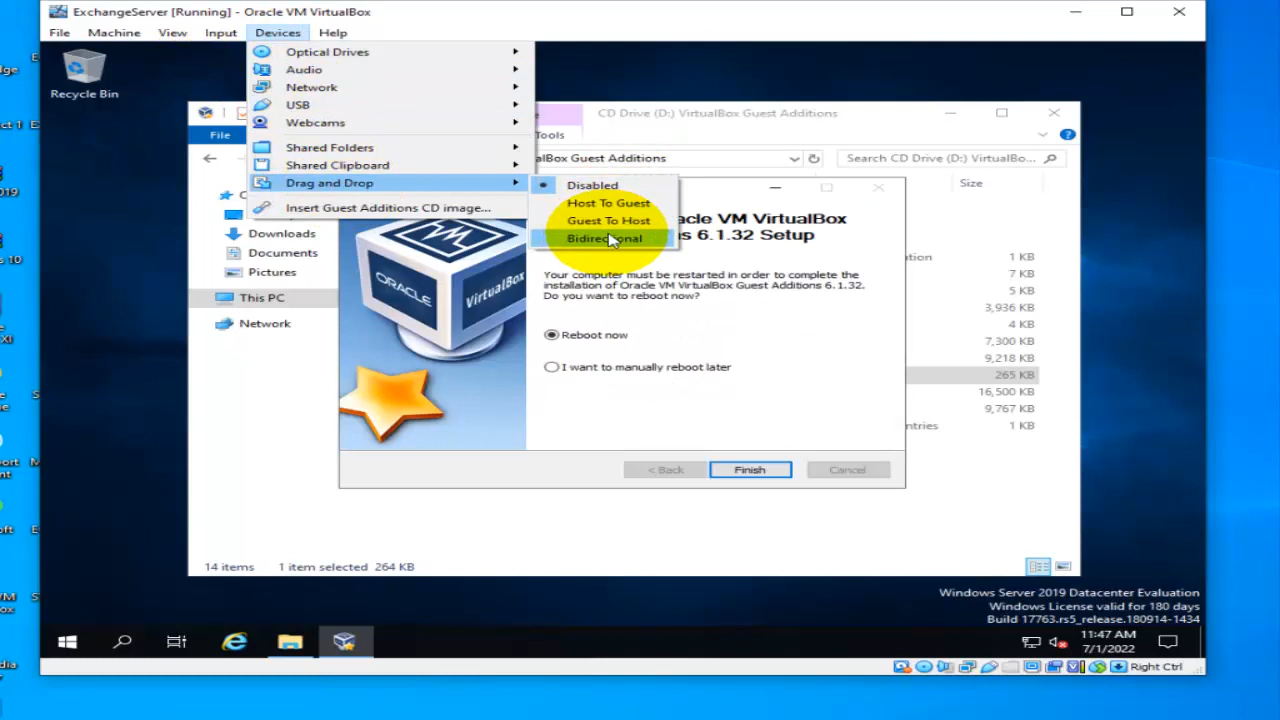 ExchangeServer [Running] - Oracle VM VirtualBox
File Machine View Input Devices Help
Recycle Bin
Optical Drives
Audio
Network
USB
Webcams
Shared Folders
Shared Clipboard
Drag and Drop
Insert Guest Additions CD image...
Disabled
Host To Guest
Guest To Host
Bidirectional
CD Drive (D:) VirtualBox Guest Additions
File
Tools
alBox Guest Additions
Search CD Drive (D:) VirtualBo...
Size
Downloads
Documents
Pictures
This PC
Network
acle VM VirtualBox
s 6.1.32 Setup
Your computer must be restarted in order to complete the
installation of Oracle VM VirtualBox Guest Additions 6.1.32.
Do you want to reboot now?
Reboot now
I want to manually reboot later
< Back Finish Cancel
ORACLE
VirtualBox
ation
1 KB
7 KB
5 KB
3,936 KB
4 KB
7,300 KB
9,218 KB
265 KB
16,500 KB
9,767 KB
ntries 1 KB
14 items 1 item selected 264 KB
Windows Server 2019 Datacenter Evaluation
Windows License valid for 180 days
Build 17763.rs5_release.180914-1434
11:47 AM
7/1/2022
Right Ctrl